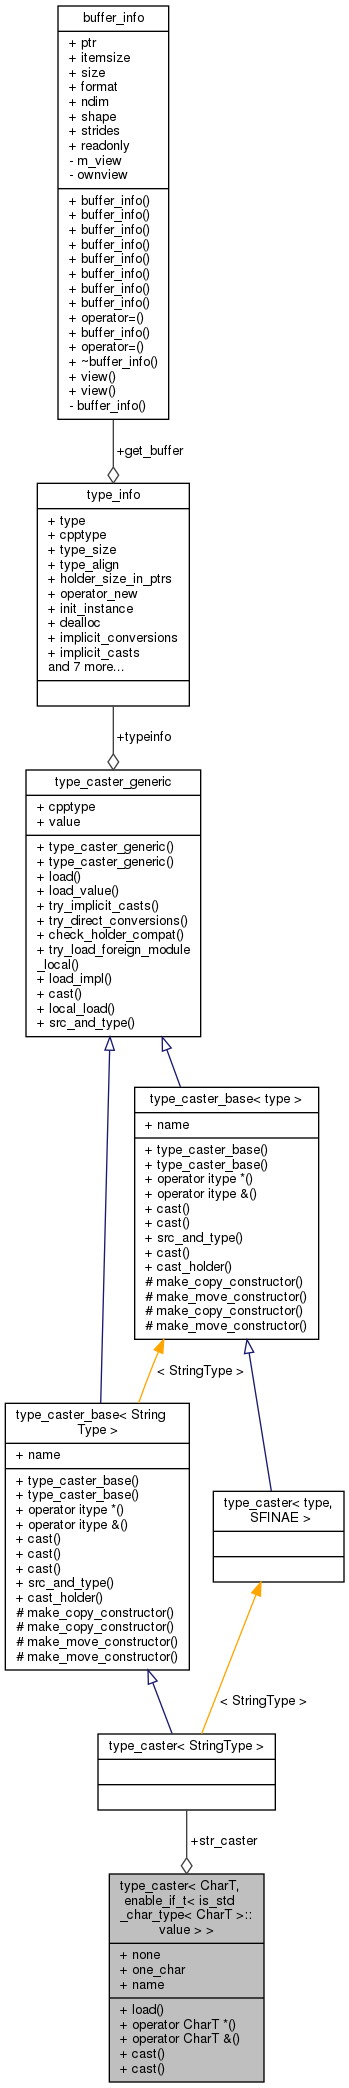 buffer_info
+ ptr
+ itemsize
+ size
+ format
+ ndim
+ shape
+ strides
+ readonly
- m_view
- ownview
+ buffer_info()
+ buffer_info()
+ buffer_info()
+ buffer_info()
+ buffer_info()
+ buffer_info()
+ buffer_info()
+ buffer_info()
+ operator=()
+ buffer_info()
+ operator=()
+ ~buffer_info()
+ view()
+ view()
- buffer_info()
+get_buffer
type_info
+ type
+ cpptype
+ type_size
+ type_align
+ holder_size_in_ptrs
+ operator_new
+ init_instance
+ dealloc
+ implicit_conversions
+ implicit_casts
and 7 more...
+typeinfo
type_caster_generic
+ cpptype
+ value
+ type_caster_generic()
+ type_caster_generic()
+ load()
+ load_value()
+ try_implicit_casts()
+ try_direct_conversions()
+ check_holder_compat()
+ try_load_foreign_module
_local()
+ load_impl()
+ cast()
+ local_load()
+ src_and_type()
type_caster_base< type >
+ name
+ type_caster_base()
+ type_caster_base()
+ operator itype *()
+ operator itype &()
+ cast()
+ cast()
+ src_and_type()
+ cast()
+ cast_holder()
# make_copy_constructor()
# make_move_constructor()
# make_copy_constructor()
# make_move_constructor()
< StringType >
type_caster_base< String
Type >
+ name
+ type_caster_base()
+ type_caster_base()
+ operator itype *()
+ operator itype &()
+ cast()
+ cast()
+ cast()
+ src_and_type()
+ cast_holder()
# make_copy_constructor()
# make_copy_constructor()
# make_move_constructor()
# make_move_constructor()
type_caster< type,
SFINAE >
< StringType >
type_caster< StringType >
+str_caster
type_caster< CharT,
enable_if_t< is_std
_char_type< CharT >::
value > >
+ none
+ one_char
+ name
+ load()
+ operator CharT *()
+ operator CharT &()
+ cast()
+ cast()